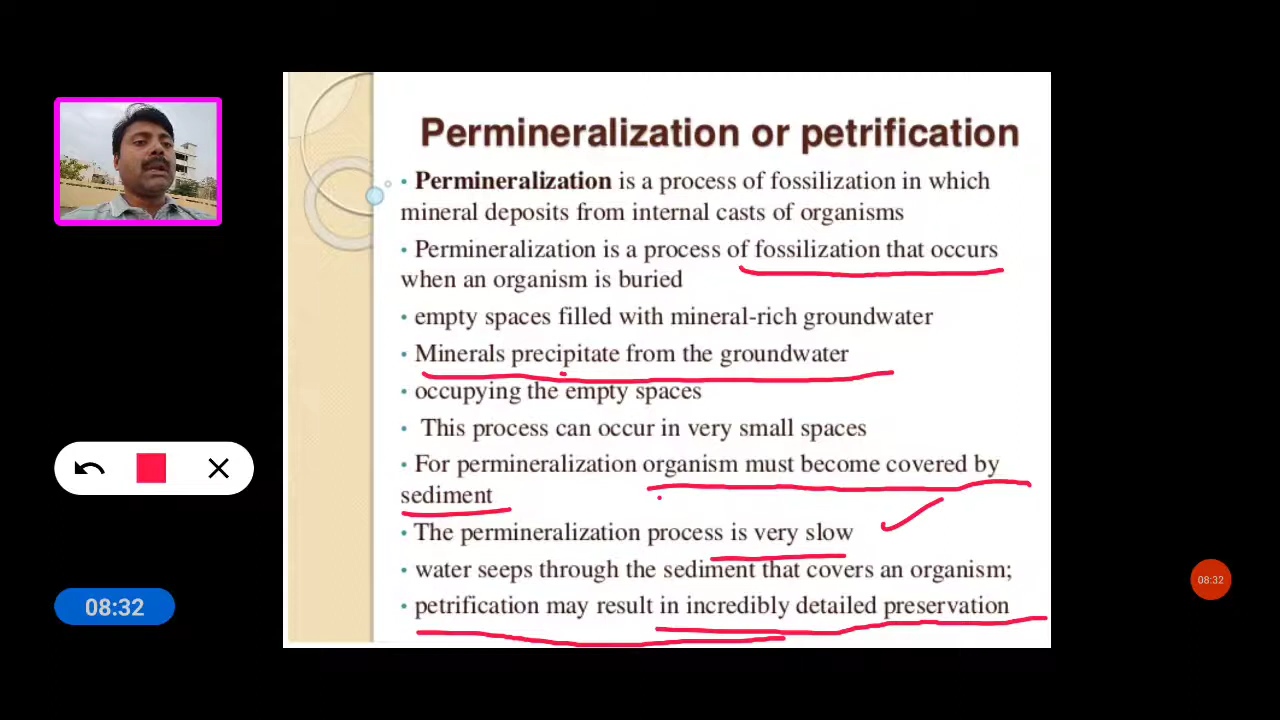 Permineralization or petrification
• Permineralization is a process of fossilization in which
mineral deposits from internal casts of organisms
• Permineralization is a process of fossilization that occurs
when an organism is buried
• empty spaces filled with mineral-rich groundwater
• Minerals precipitate from the groundwater
• occupying the empty spaces
• This process can occur in very small spaces
• For permineralization organism must become covered by
sediment
• The permineralization process is very slow
• water seeps through the sediment that covers an organism;
• petrification may result in incredibly detailed preservation
08:32
08:32